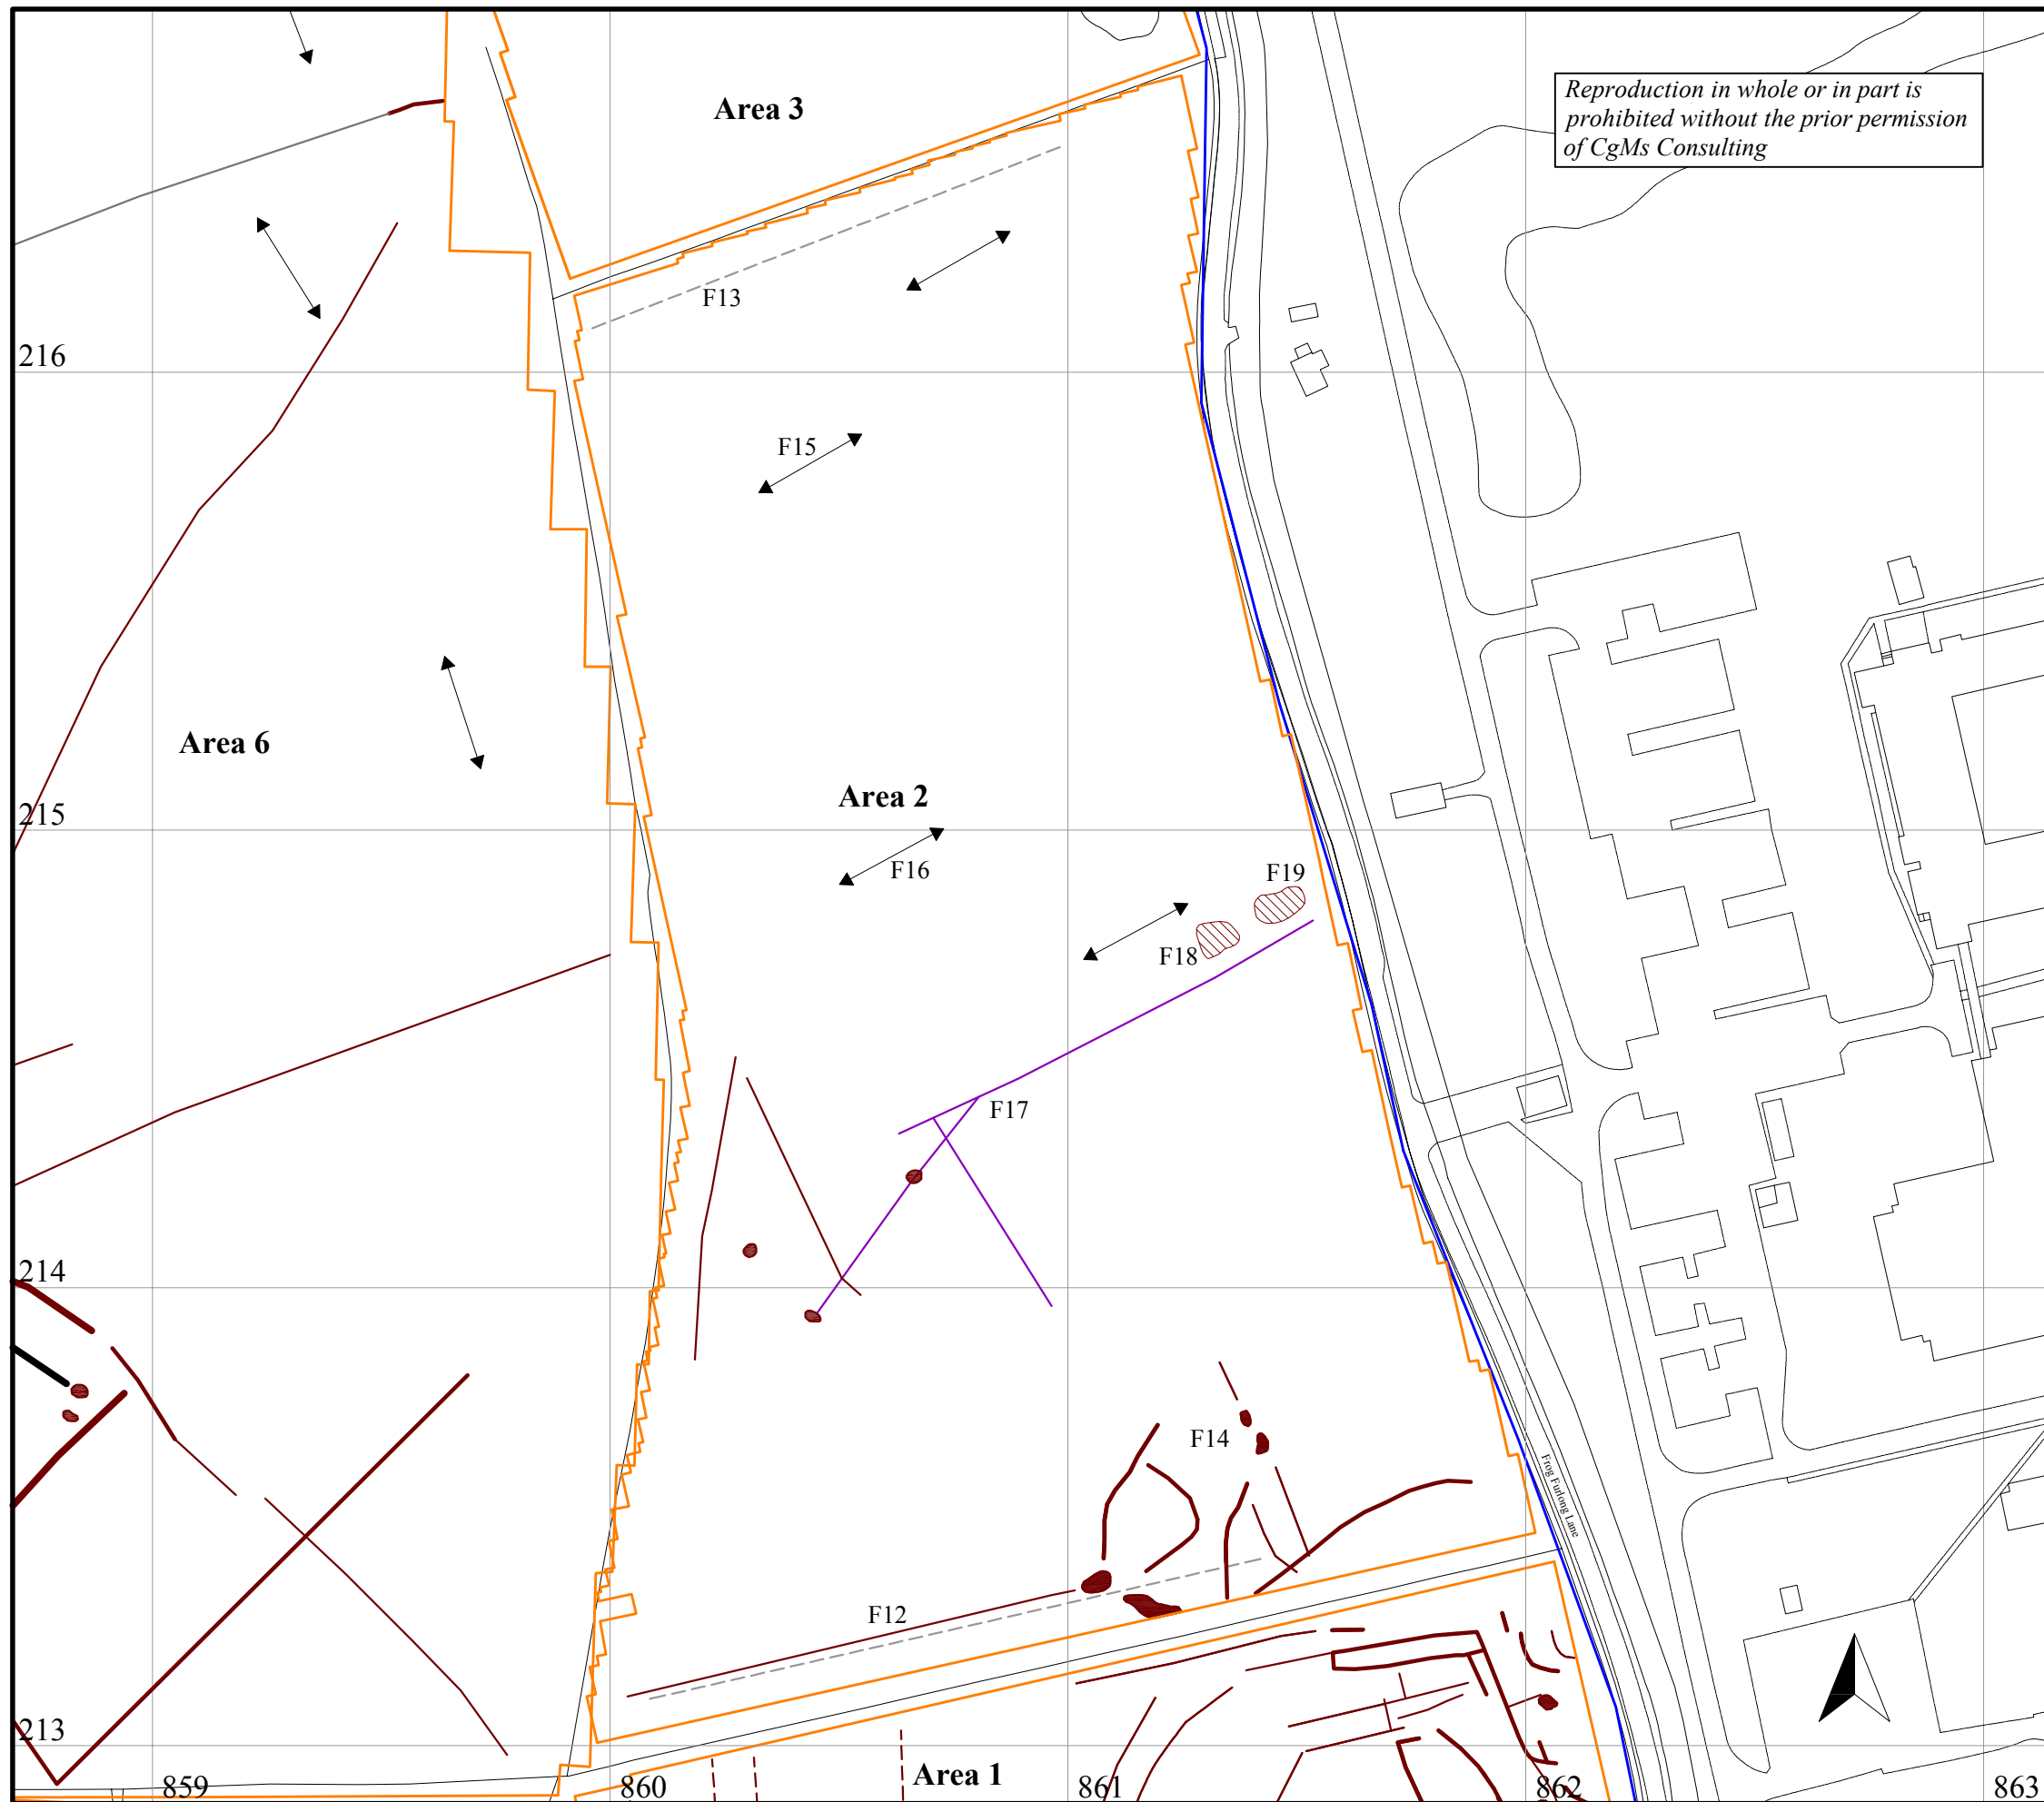 Area 3
Reproduction in whole or in part is
prohibited without the prior permission
of CgMs Consulting
F13
216
F15
Area 6
Area 2
215
F16
F19
F18
F17
214
F14
Frog Furlong Lane
F12
213
Area 1
859
860
861
862
863